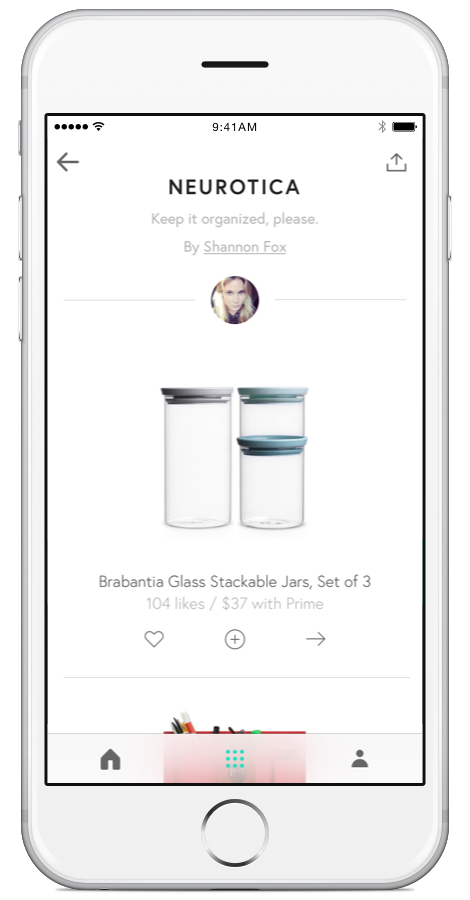 9:41AM
NEUROTICA
Keep it organized, please.
By Shannon Fox
Brabantia Glass Stackable Jars, Set of 3
104 likes / $37 with Prime